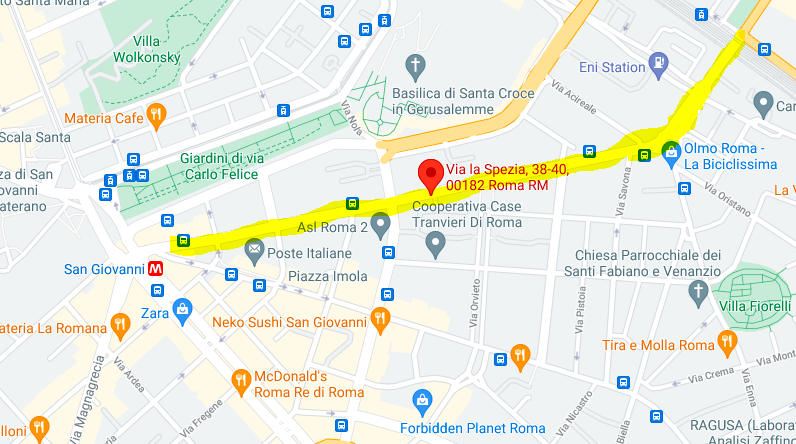 Santo Maria
Villa
Wolkonsky
Basilica di Santa Croce
in Gerusalemme
Eni Station
Via Acireale
Via Nola
Materia Cafe
Scala Santa
Giardini di via
Carlo Felice
Car
Olmo Roma -
La Biciclissima
za di San
iovanni
aterano
Via la Spezia, 38-40,
00182 Roma RM
La V
Cooperativa Case
Tranvieri Di Roma
Via Savona
Via Oristano
Asl Roma 2
Poste Italiane
San Giovanni M
Piazza Imola
Chiesa Parrocchiale dei
Santi Fabiano e Venanzio
Via Orvieto
Via Pistoia
Villa Fiorelli
Zara
Neko Sushi San Giovanni
ateria La Romana
Tira e Molla Roma
Via Mont
Via Ardea
Via Magnagrecia
McDonald's
Roma Re di Roma
Via Crema
Via Enna
Via Fregene
Via Nicastro
Biella
lloni
Forbidden Planet Roma
RAGUSA (Labora
Analisi Zaffino